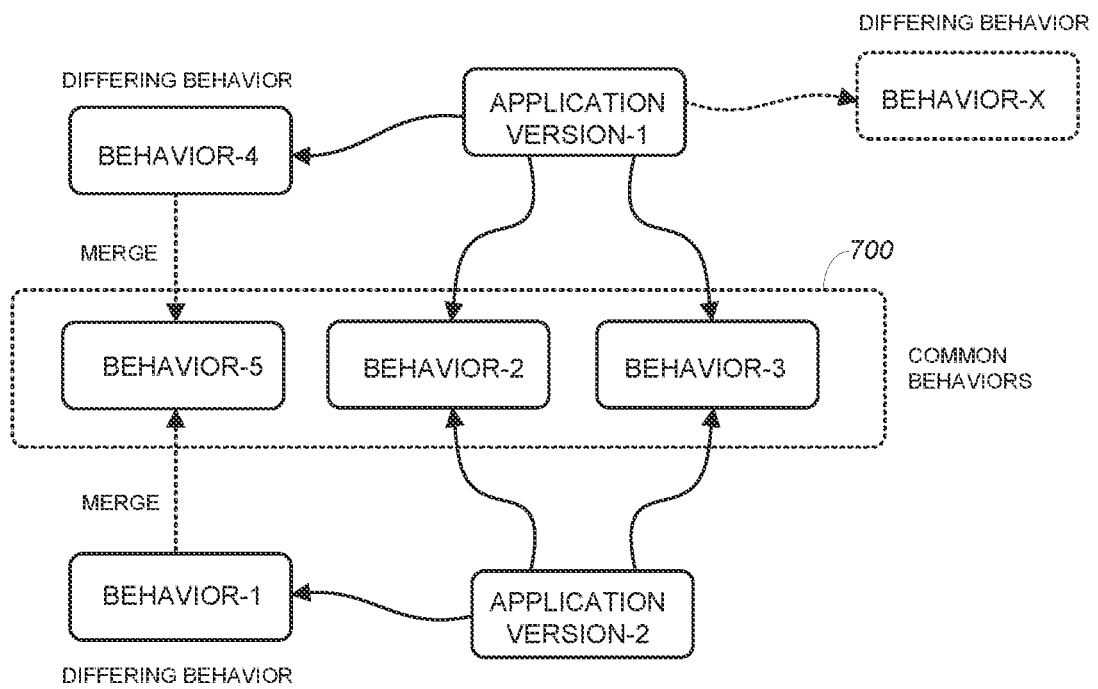 DIFFERING BEHAVIOR
DIFFERING BEHAVIOR
APPLICATION
VERSION-1
BEHAVIOR-X
BEHAVIOR-4
MERGE
700
BEHAVIOR-5
BEHAVIOR-2
BEHAVIOR-3
COMMON
BEHAVIORS
MERGE
BEHAVIOR-1
APPLICATION
VERSION-2
DIFFERING BEHAVIOR